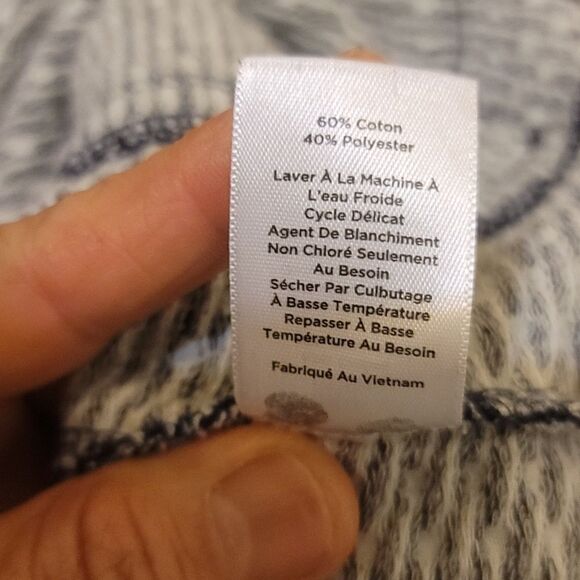 60% Coton
40% Polyester
Laver À La Machine À
L'eau Froide
Cycle Délicat
Agent De Blanchiment
Non Chloré Seulement
Au Besoin
Sécher Par Culbutage
À Basse Température
Repasser À Basse
Température Au Besoin
Fabriqué Au Vietnam